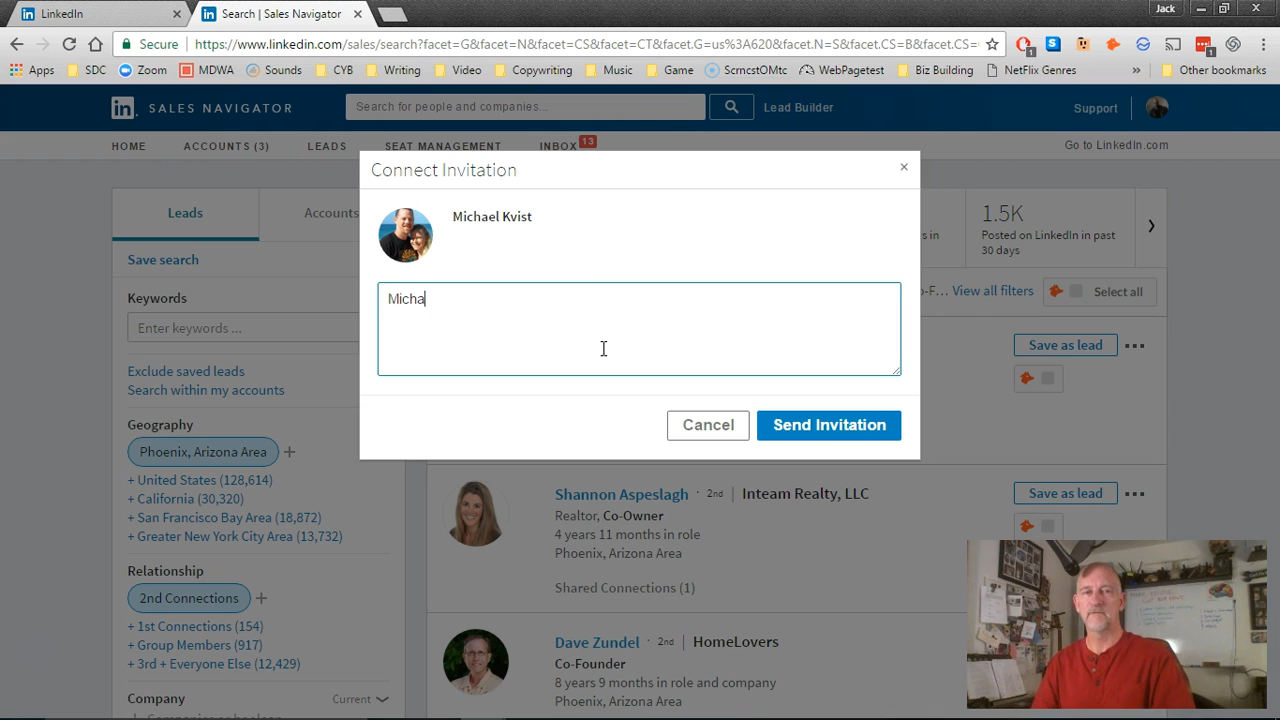 LinkedIn
Search | Sales Navigator
Jack
Secure
https://www.linkedin.com/sales/search?facet=G&facet=N&facet=CS&facet=CT&facet.G=us%3A620&facet.N=S&facet.CS=B&facet.CS=
1
1
Apps
SDC
Zoom
MDWA
Sounds
CYB
Writing
Video
Copywriting
Music
Game
ScrncstOMtc
WebPagetest
Biz Building
NetFlix Genres
»
Other bookmarks
in
SALES NAVIGATOR
Search for people and companies...
Lead Builder
Support
HOME
ACCOUNTS (3)
LEADS
SEAT MANAGEMENT
INBOX
13
Go to LinkedIn.com
Connect Invitation
×
Michael Kvist
Micha
Cancel
Send Invitation
Leads
Accounts
Save search
Keywords
Enter keywords ...
Exclude saved leads
Search within my accounts
Geography
Phoenix, Arizona Area
+ United States (128,614)
+ California (30,320)
+ San Francisco Bay Area (18,872)
+ Greater New York City Area (13,732)
Relationship
2nd Connections
+ 1st Connections (154)
+ Group Members (917)
+ 3rd + Everyone Else (12,429)
Company
Current
s in
1.5K
Posted on LinkedIn in past
30 days
o-F...
View all filters
Select all
Save as lead
Shannon Aspeslagh
2nd
Inteam Realty, LLC
Realtor, Co-Owner
4 years 11 months in role
Phoenix, Arizona Area
Shared Connections (1)
Save as lead
Dave Zundel
2nd
HomeLovers
Co-Founder
8 years 9 months in role and company
Phoenix, Arizona Area